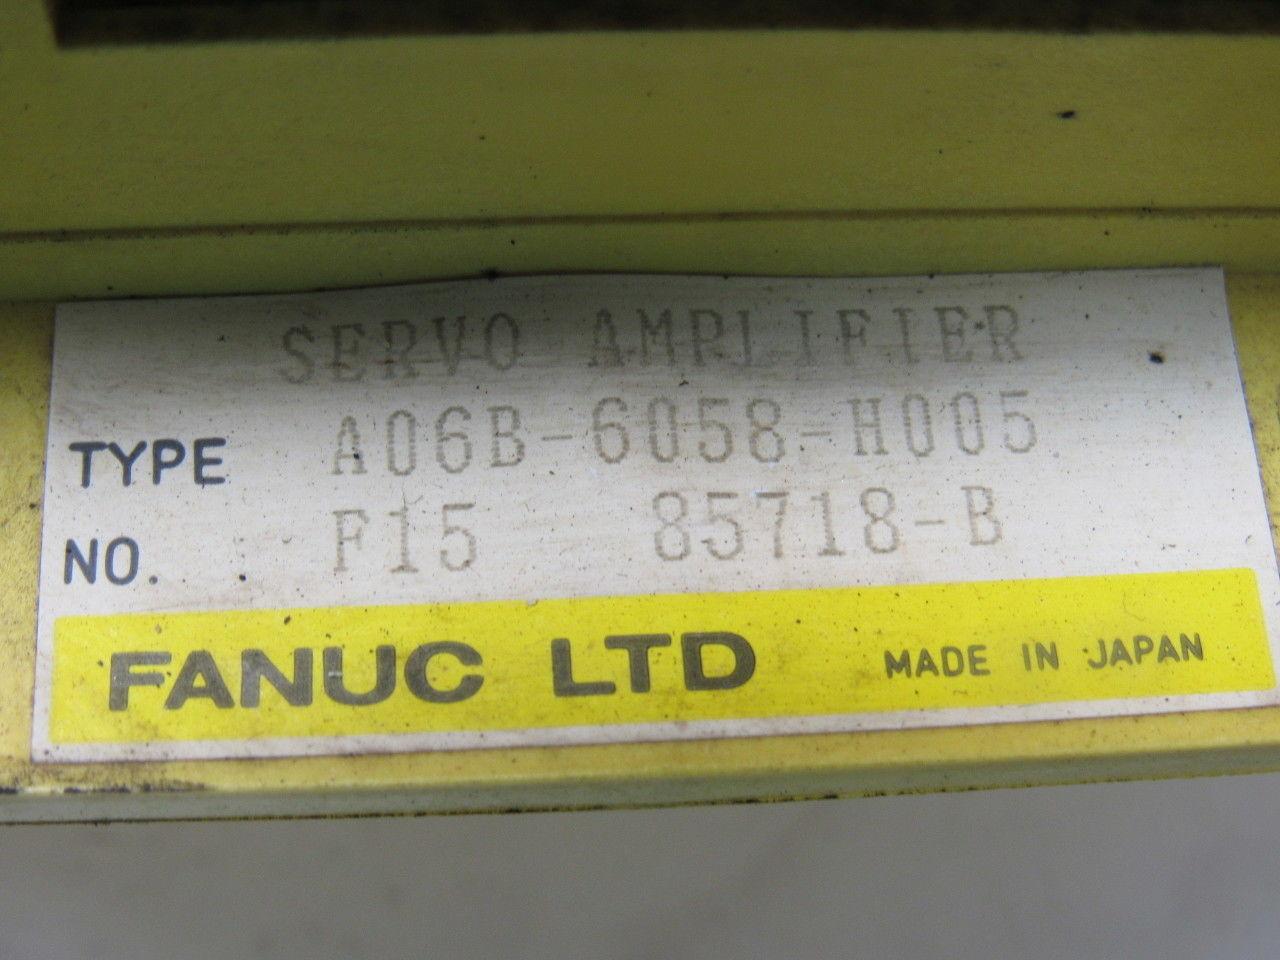 SERVO AMPLIFIER
TYPE A06B-6058-H005
NO. F15 85718-B
FANUC LTD MADE IN JAPAN